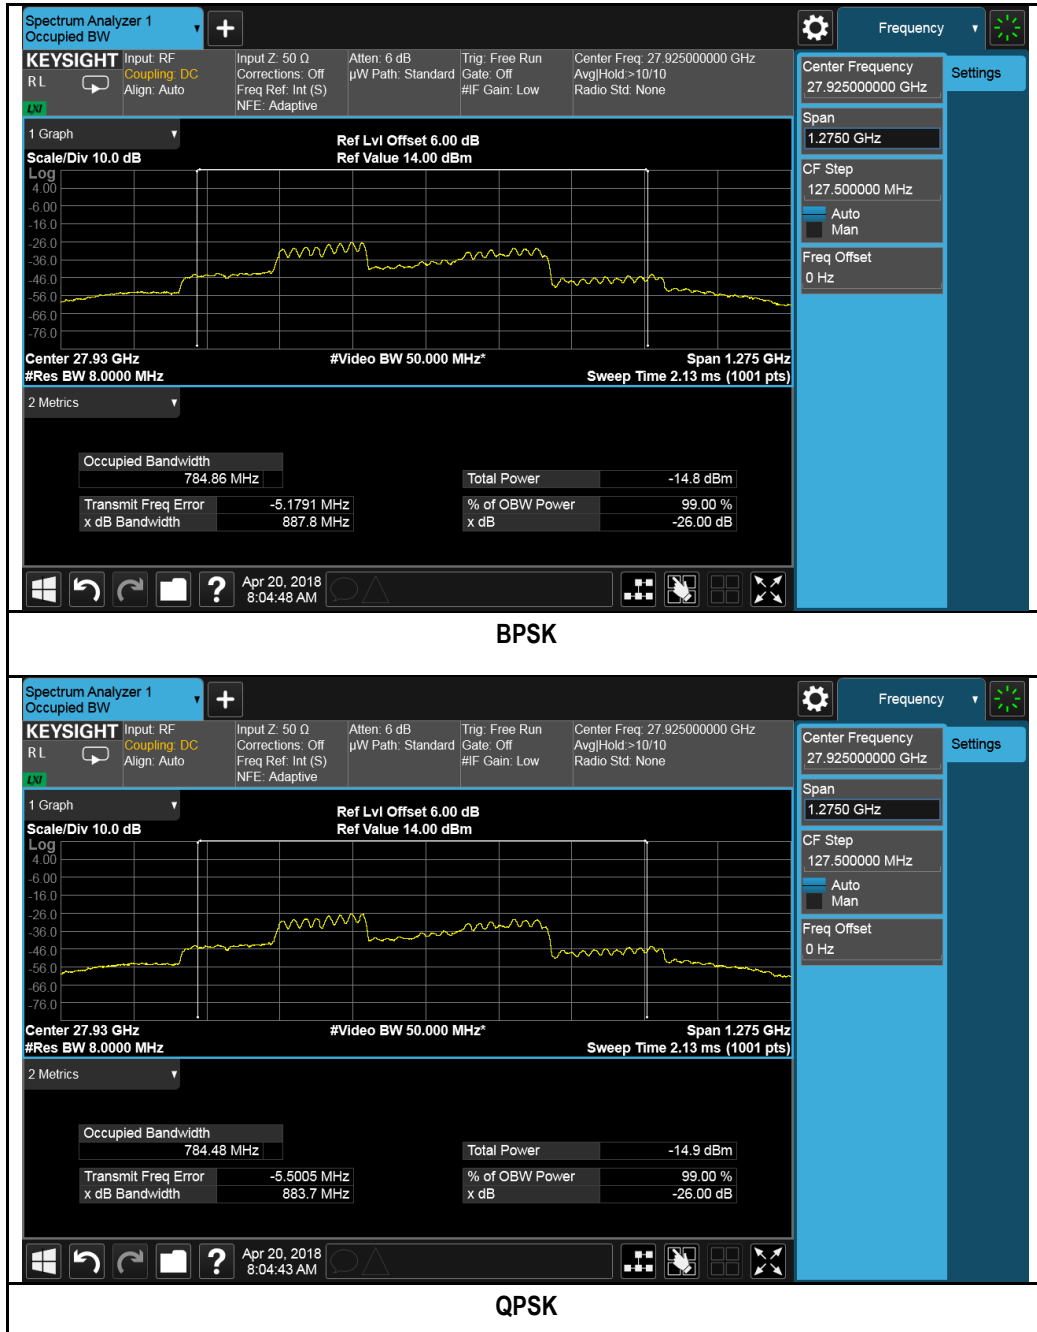 Spectrum Analyzer 1
Occupied BW
Frequency
KEYSIGHT
R L
LXI
Input: RF
Coupling: DC
Align: Auto
Input Z: 50 Ω
Corrections: Off
Freq Ref: Int (S)
NFE: Adaptive
Atten: 6 dB
µW Path: Standard
Trig: Free Run
Gate: Off
#IF Gain: Low
Center Freq: 27.925000000 GHz
Avg|Hold:>10/10
Radio Std: None
Center Frequency
27.925000000 GHz
Settings
Span
1.2750 GHz
CF Step
127.500000 MHz
Auto
Man
Freq Offset
0 Hz
1 Graph
Scale/Div 10.0 dB
Ref Lvl Offset 6.00 dB
Ref Value 14.00 dBm
Log
4.00
-6.00
-16.0
-26.0
-36.0
-46.0
-56.0
-66.0
-76.0
Center 27.93 GHz
#Video BW 50.000 MHz*
Span 1.275 GHz
#Res BW 8.0000 MHz
Sweep Time 2.13 ms (1001 pts)
2 Metrics
Occupied Bandwidth
784.86 MHz
Total Power -14.8 dBm
Transmit Freq Error -5.1791 MHz
% of OBW Power 99.00 %
x dB Bandwidth 887.8 MHz
x dB -26.00 dB
?
Apr 20, 2018
8:04:48 AM
BPSK
Spectrum Analyzer 1
Occupied BW
Frequency
KEYSIGHT
R L
LXI
Input: RF
Coupling: DC
Align: Auto
Input Z: 50 Ω
Corrections: Off
Freq Ref: Int (S)
NFE: Adaptive
Atten: 6 dB
µW Path: Standard
Trig: Free Run
Gate: Off
#IF Gain: Low
Center Freq: 27.925000000 GHz
Avg|Hold:>10/10
Radio Std: None
Center Frequency
27.925000000 GHz
Settings
Span
1.2750 GHz
CF Step
127.500000 MHz
Auto
Man
Freq Offset
0 Hz
1 Graph
Scale/Div 10.0 dB
Ref Lvl Offset 6.00 dB
Ref Value 14.00 dBm
Log
4.00
-6.00
-16.0
-26.0
-36.0
-46.0
-56.0
-66.0
-76.0
Center 27.93 GHz
#Video BW 50.000 MHz*
Span 1.275 GHz
#Res BW 8.0000 MHz
Sweep Time 2.13 ms (1001 pts)
2 Metrics
Occupied Bandwidth
784.48 MHz
Total Power -14.9 dBm
Transmit Freq Error -5.5005 MHz
% of OBW Power 99.00 %
x dB Bandwidth 883.7 MHz
x dB -26.00 dB
?
Apr 20, 2018
8:04:43 AM
QPSK